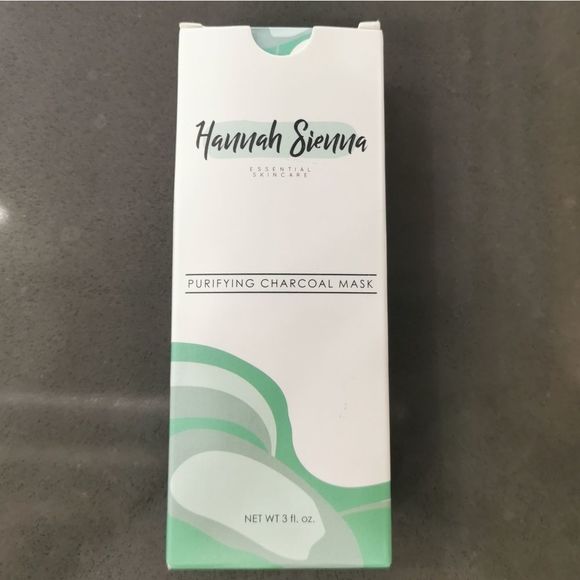 Hannah Sienna
ESSENTIAL
SKINCARE
PURIFYING CHARCOAL MASK
NET WT 3 fl. oz.